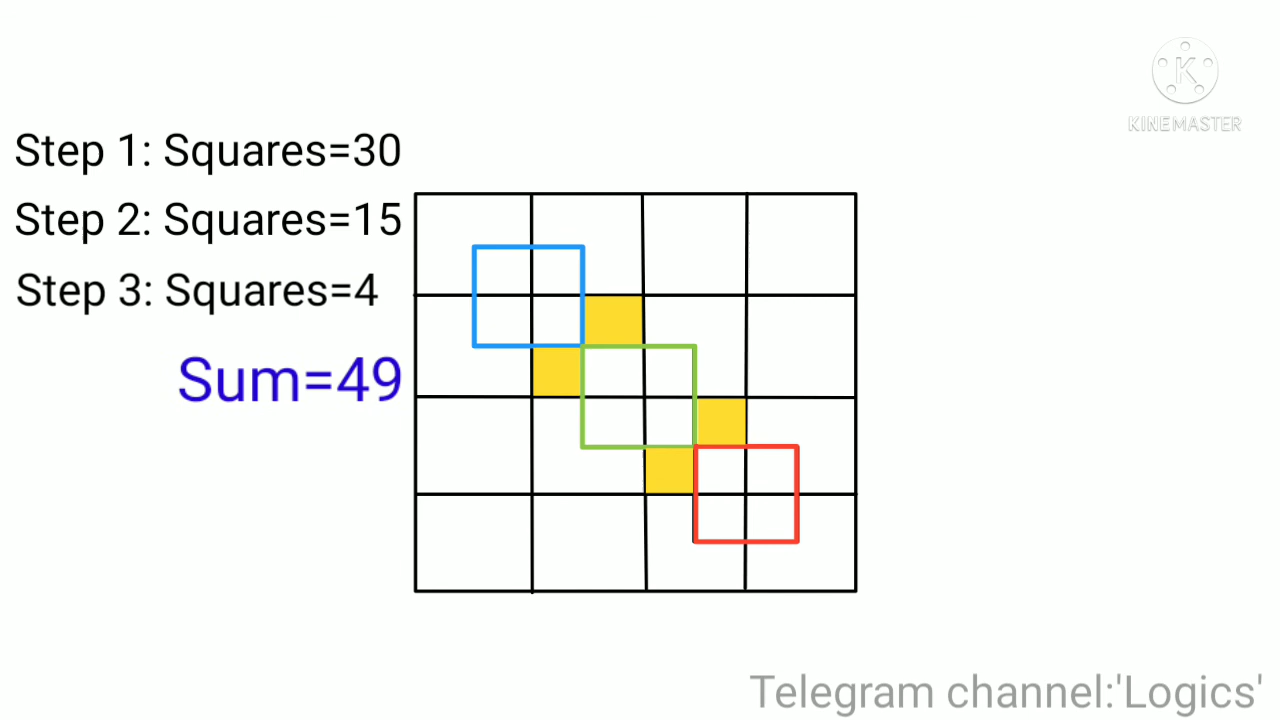 K
KINEMASTER
Step 1: Squares=30
Step 2: Squares=15
Step 3: Squares=4
Sum=49
Telegram channel:'Logics'